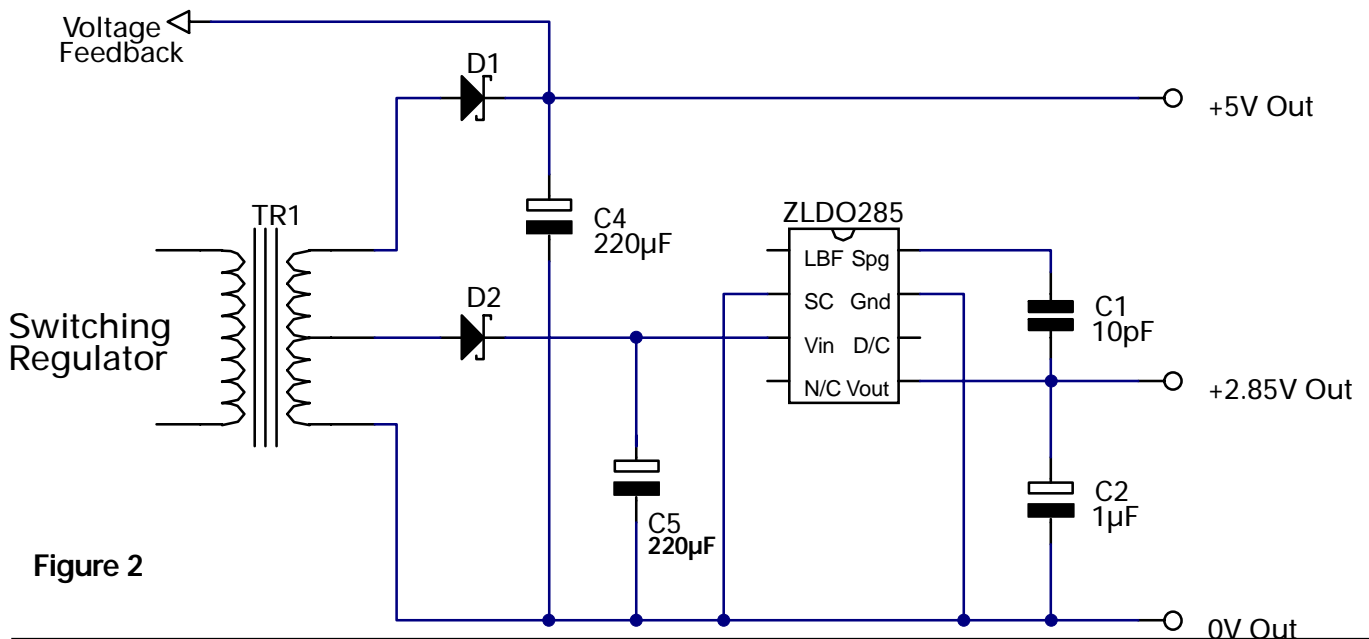 Voltage
Feedback
D1
+5V Out
TR1
C4
220µF
ZLDO285
LBF Spg
SC Gnd
Vin D/C
N/C Vout
C1
10pF
D2
Switching
Regulator
+2.85V Out
C2
1µF
C5
220µF
Figure 2
0V Out